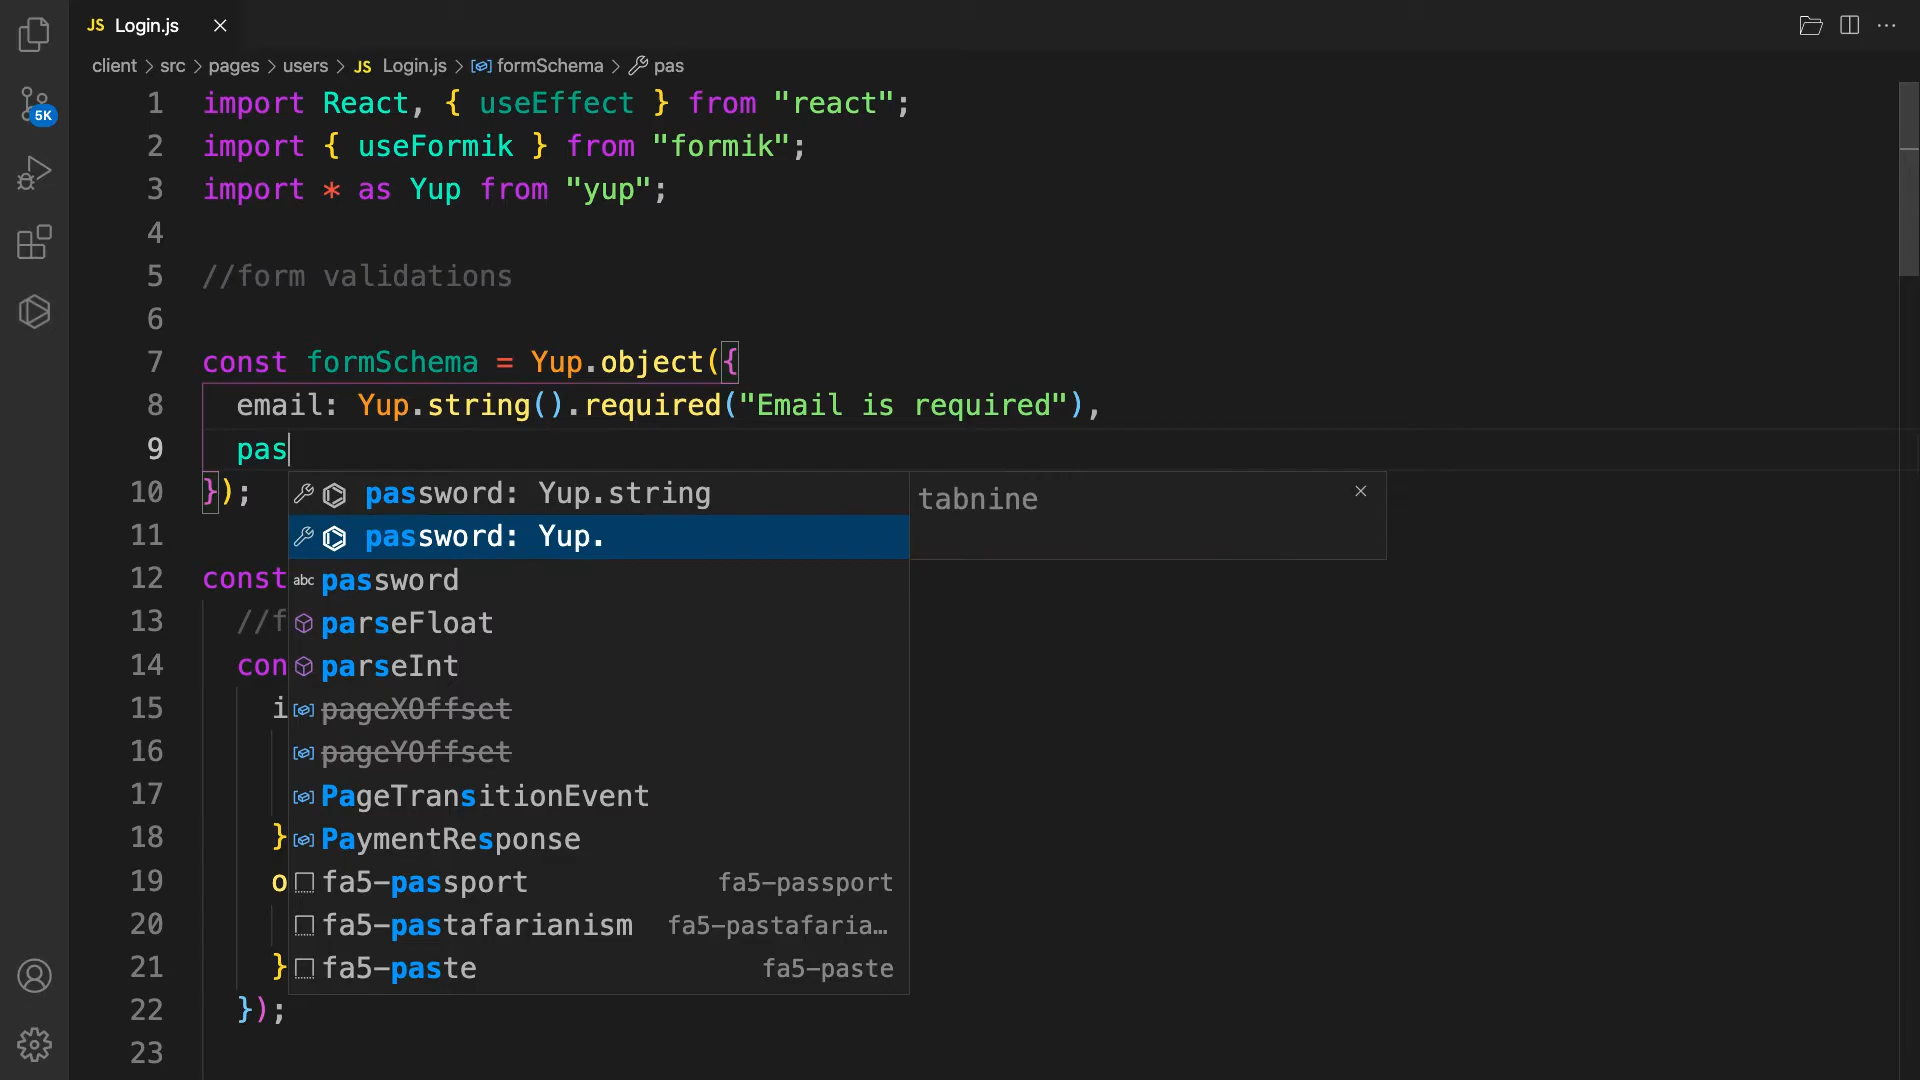 JS Login.js
client > src > pages > users > JS Login.js > formSchema > pas
5K
1 import React, { useEffect } from "react";
2 import { useFormik } from "formik";
3 import * as Yup from "yup";
4
5 //form validations
6
7 const formSchema = Yup.object({
8 email: Yup.string().required("Email is required"),
9 pas
10 });
password: Yup.string
tabnine
11
password: Yup.
12 const
abc password
13 //f
parseFloat
14 con
parseInt
15 i
pageXOffset
16
pageYOffset
17
PageTransitionEvent
18 }
PaymentResponse
19 o
fa5-passport fa5-passport
20
fa5-pastafarianism fa5-pastafaria…
21 }
fa5-paste fa5-paste
22 });
23